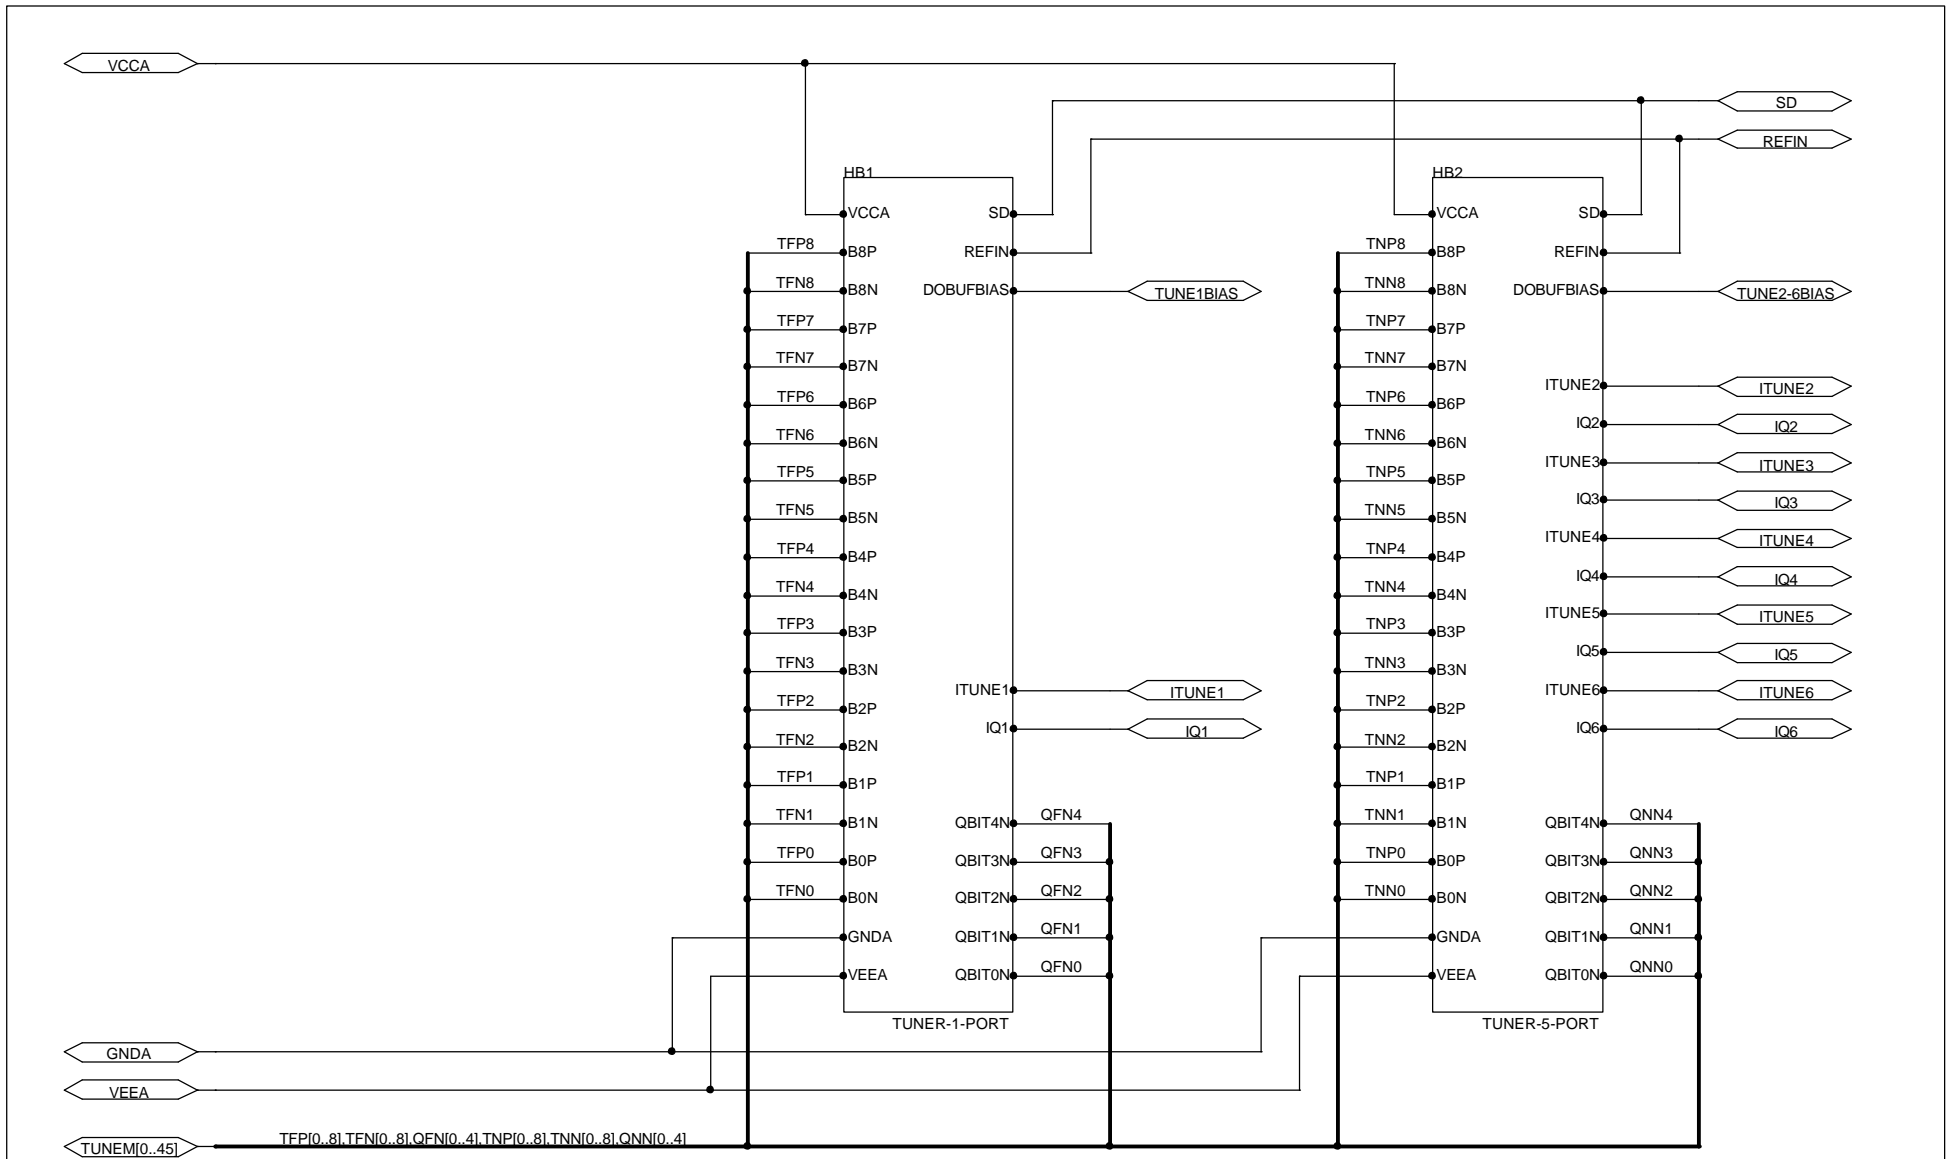 VCCA
SD
REFIN
HB1
HB2
VCCA SD VCCA SD
TFP8 B8P REFIN TNP8 B8P REFIN
TFN8 B8N DOBUFBIAS TUNE1BIAS TNN8 B8N DOBUFBIAS TUNE2-6BIAS
TFP7 B7P TNP7 B7P
TFN7 B7N TNN7 B7N
ITUNE2 ITUNE2
TFP6 B6P TNP6 B6P
IQ2 IQ2
TFN6 B6N TNN6 B6N
ITUNE3 ITUNE3
TFP5 B5P TNP5 B5P
IQ3 IQ3
TFN5 B5N TNN5 B5N
ITUNE4 ITUNE4
TFP4 B4P TNP4 B4P
IQ4 IQ4
TFN4 B4N TNN4 B4N
ITUNE5 ITUNE5
TFP3 B3P TNP3 B3P
IQ5 IQ5
TFN3 B3N TNN3 B3N
ITUNE1 ITUNE1 ITUNE6 ITUNE6
TFP2 B2P TNP2 B2P
IQ1 IQ1 IQ6 IQ6
TFN2 B2N TNN2 B2N
TFP1 B1P TNP1 B1P
TFN1 B1N QBIT4N QFN4 TNN1 B1N QBIT4N QNN4
TFP0 B0P QBIT3N QFN3 TNP0 B0P QBIT3N QNN3
TFN0 B0N QBIT2N QFN2 TNN0 B0N QBIT2N QNN2
GNDA QBIT1N QFN1 GNDA QBIT1N QNN1
VEEA QBIT0N QFN0 VEEA QBIT0N QNN0
TUNER-1-PORT TUNER-5-PORT
GNDA
VEEA
TFP[0..8],TFN[0..8],QFN[0..4],TNP[0..8],TNN[0..8],QNN[0..4]
TUNEM[0..45]